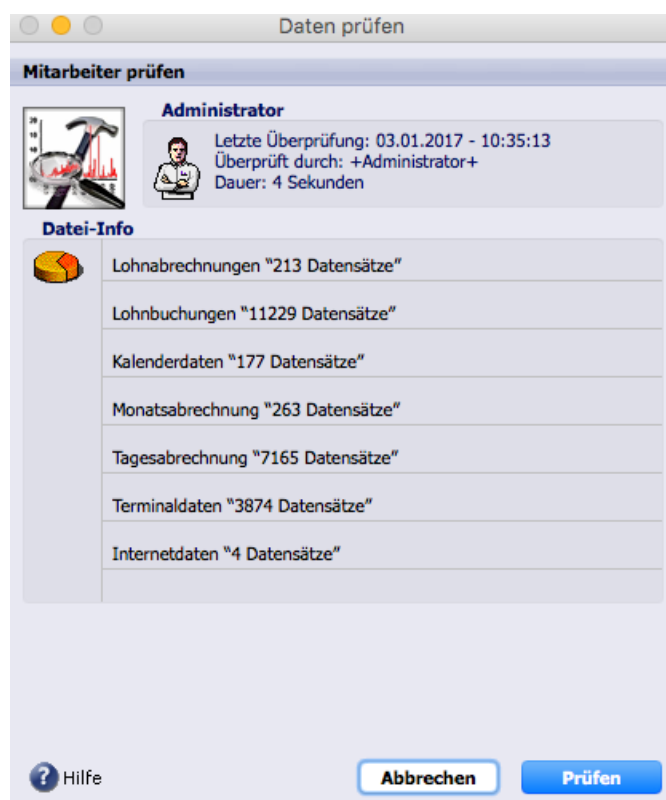 Daten prüfen
Mitarbeiter prüfen
Administrator
Letzte Überprüfung: 03.01.2017 - 10:35:13
Überprüft durch: +Administrator+
Dauer: 4 Sekunden
Datei-Info
Lohnabrechnungen “213 Datensätze”
Lohnbuchungen “11229 Datensätze”
Kalenderdaten “177 Datensätze”
Monatsabrechnung “263 Datensätze”
Tagesabrechnung “7165 Datensätze”
Terminaldaten “3874 Datensätze”
Internetdaten “4 Datensätze”
Hilfe
Abbrechen
Prüfen